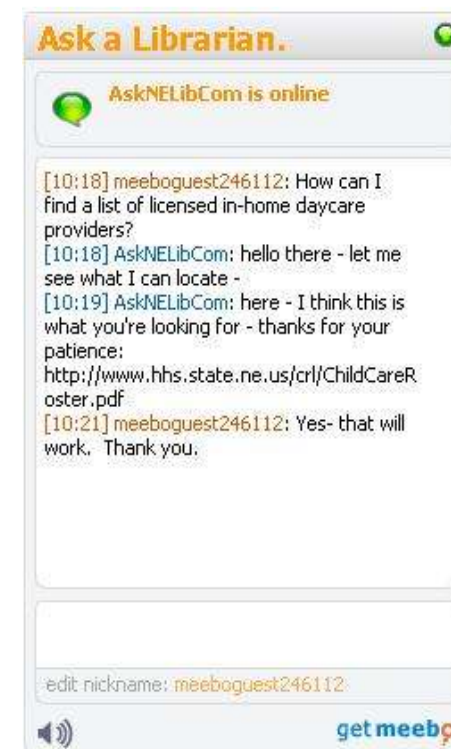 Ask a Librarian.
AskNELibCom is online
[10:18] meeboguest246112: How can I
find a list of licensed in-home daycare
providers?
[10:18] AskNELibCom: hello there - let me
see what I can locate -
[10:19] AskNELibCom: here - I think this is
what you're looking for - thanks for your
patience:
http://www.hhs.state.ne.us/crl/ChildCareR
oster.pdf
[10:21] meeboguest246112: Yes- that will
work.  Thank you.
edit nickname: meeboguest246112
get meebo